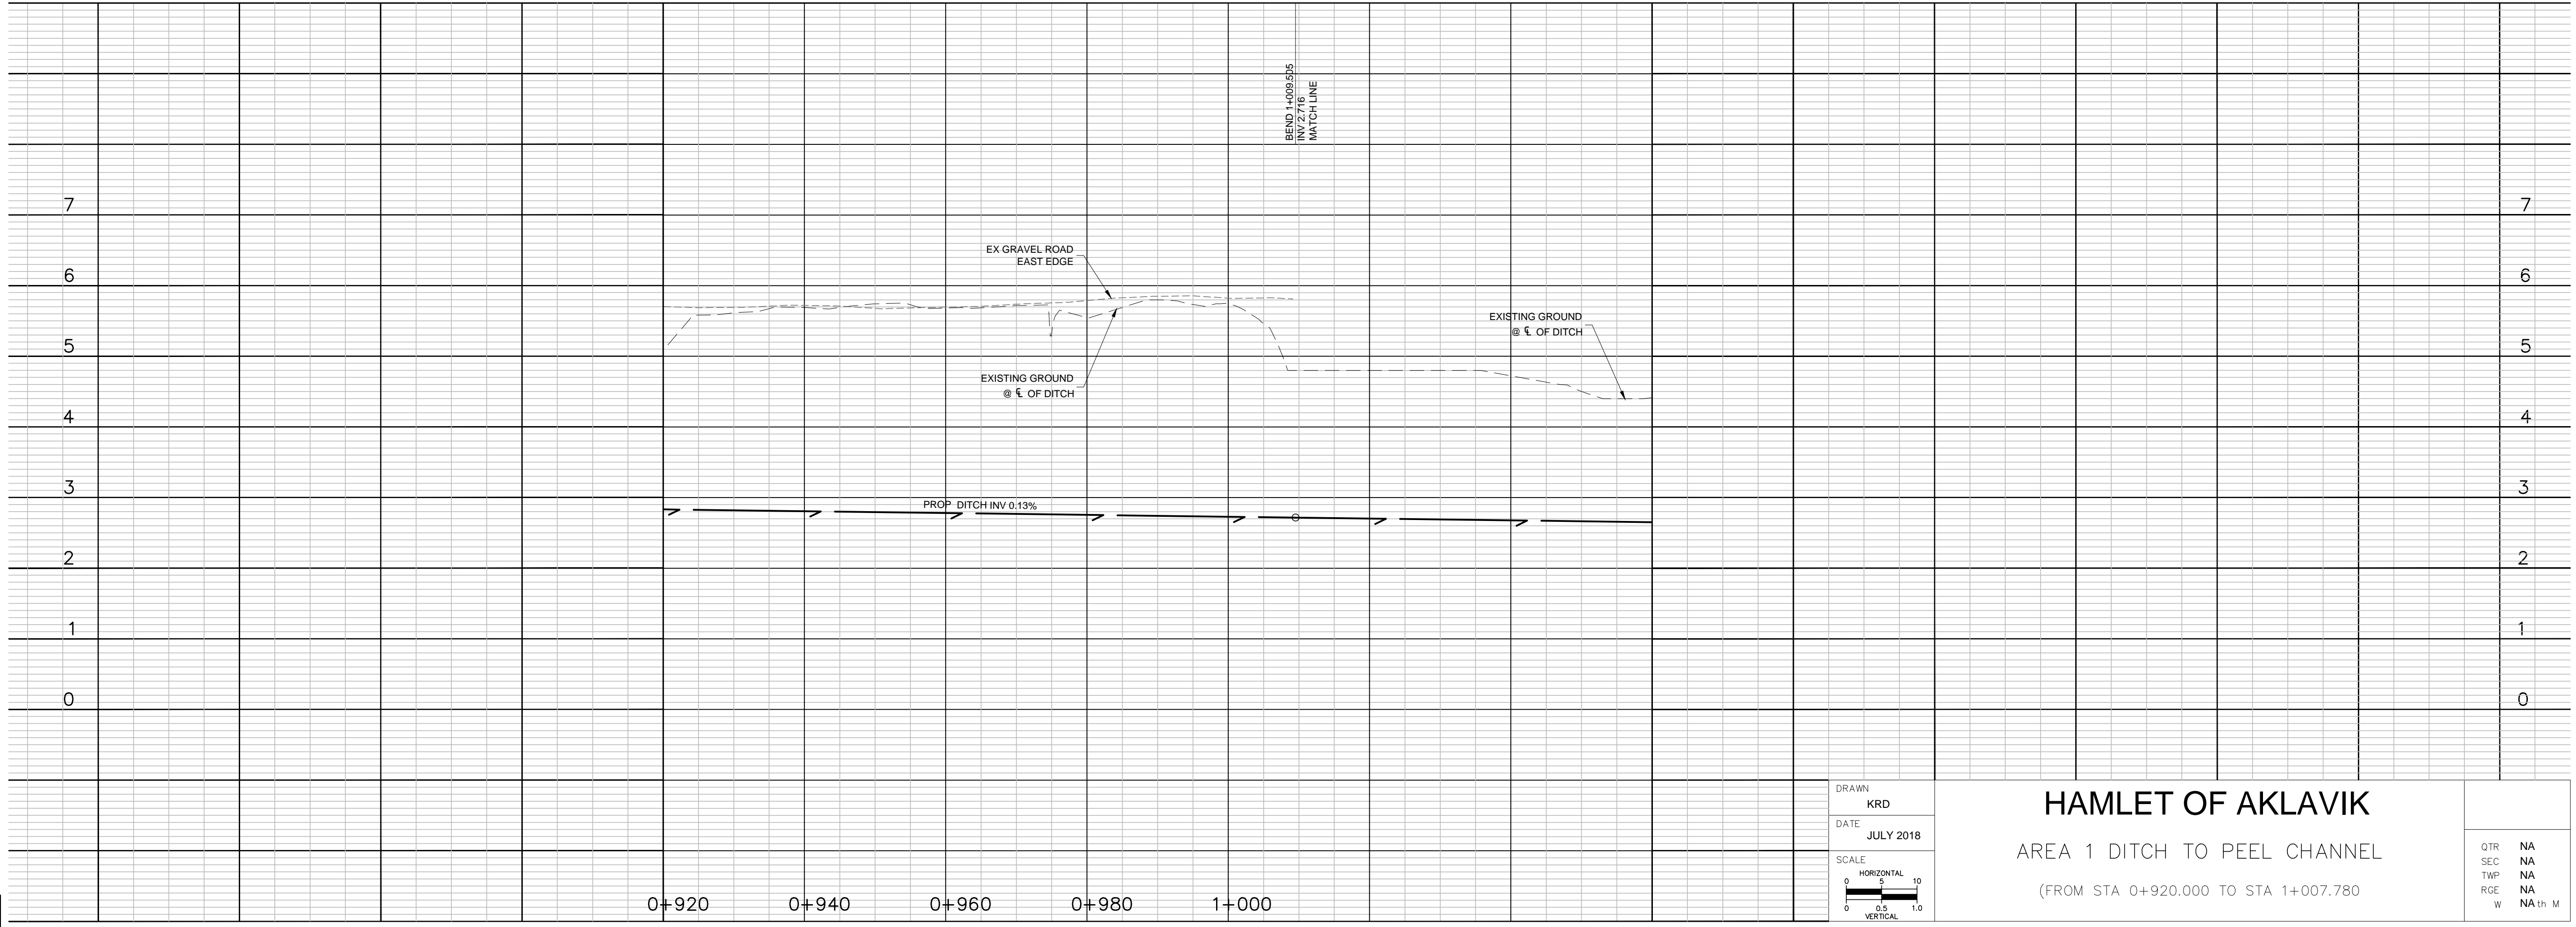 BEND 1+009.505
INV 2.716
MATCH LINE
7
7
EX GRAVEL ROAD
EAST EDGE
6
6
EXISTING GROUND
@ ℄ OF DITCH
5
5
EXISTING GROUND
@ ℄ OF DITCH
4
4
3
3
PROP DITCH INV 0.13%
2
2
1
1
0
0
0+920
0+940
0+960
0+980
1+000
DRAWN
KRD
DATE
JULY 2018
SCALE
HORIZONTAL
0 5 10
0 0.5 1.0
VERTICAL
HAMLET OF AKLAVIK
AREA 1 DITCH TO PEEL CHANNEL
(FROM STA 0+920.000 TO STA 1+007.780
QTR NA
SEC NA
TWP NA
RGE NA
W NA th M